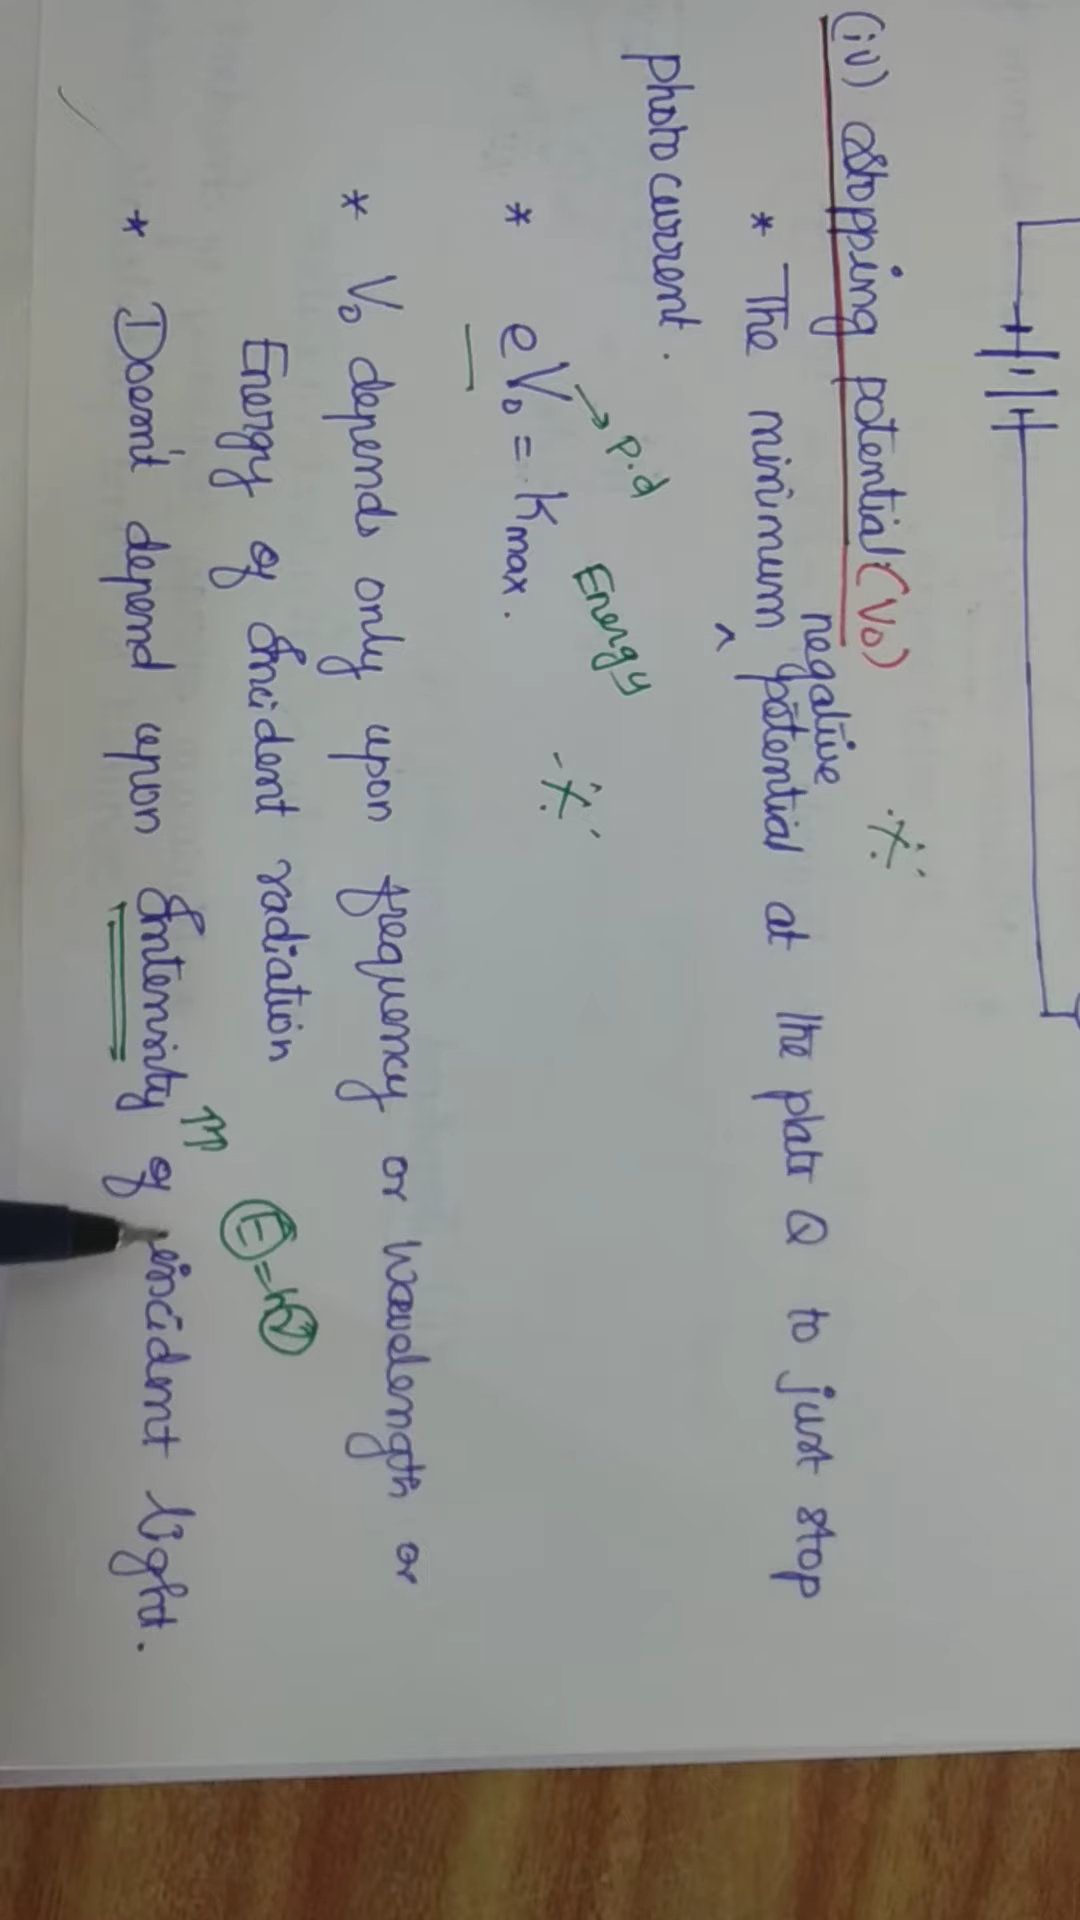 (iv) Stopping potential:(V₀)
negative
* The minimum ^ potential at the plate Q to just stop
photo current.
→ P.d
Energy
* eV₀ = Kmax.
* V₀ depends only upon frequency or wavelength or
Energy of Incident radiation
E=hν
* Doesn't depend upon Intensity of incident light.